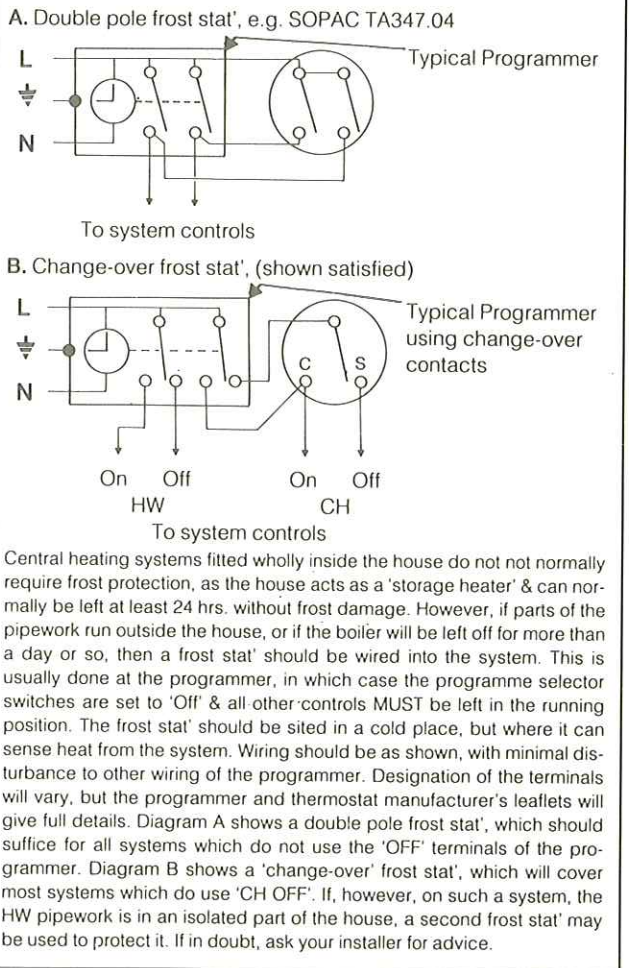 A. Double pole frost stat', e.g. SOPAC TA347.04
L
Typical Programmer
N
To system controls
B. Change-over frost stat', (shown satisfied)
L
Typical Programmer
using change-over
contacts
C S
N
On Off On Off
HW CH
To system controls
Central heating systems fitted wholly inside the house do not not normally
require frost protection, as the house acts as a 'storage heater' & can nor-
mally be left at least 24 hrs. without frost damage. However, if parts of the
pipework run outside the house, or if the boiler will be left off for more than
a day or so, then a frost stat' should be wired into the system. This is
usually done at the programmer, in which case the programme selector
switches are set to 'Off' & all other controls MUST be left in the running
position. The frost stat' should be sited in a cold place, but where it can
sense heat from the system. Wiring should be as shown, with minimal dis-
turbance to other wiring of the programmer. Designation of the terminals
will vary, but the programmer and thermostat manufacturer's leaflets will
give full details. Diagram A shows a double pole frost stat', which should
suffice for all systems which do not use the 'OFF' terminals of the pro-
grammer. Diagram B shows a 'change-over' frost stat', which will cover
most systems which do use 'CH OFF'. If, however, on such a system, the
HW pipework is in an isolated part of the house, a second frost stat' may
be used to protect it. If in doubt, ask your installer for advice.